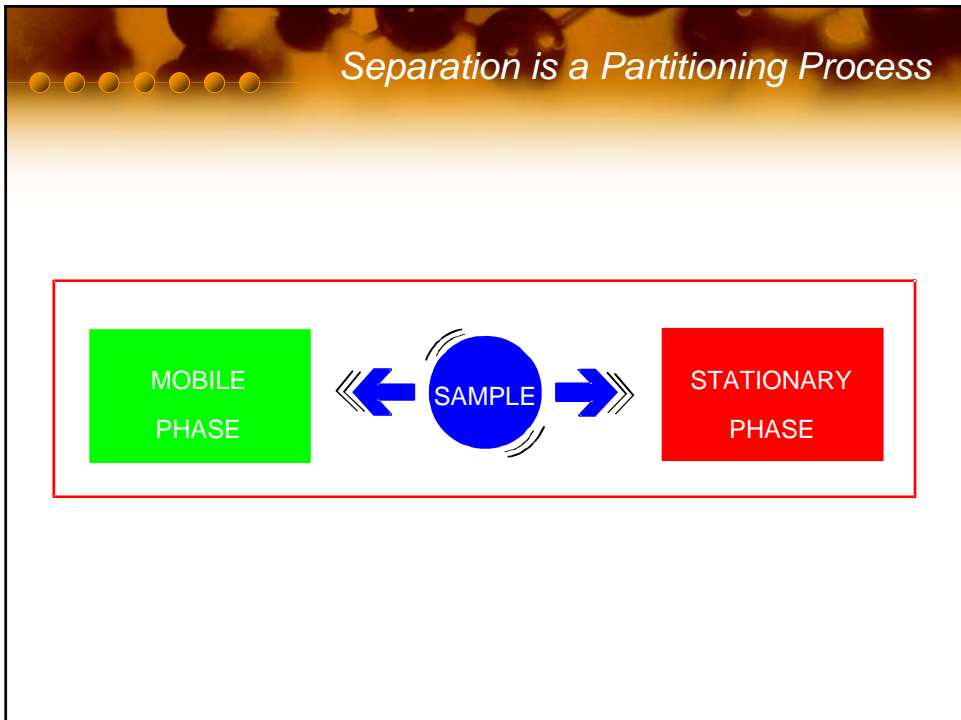 Separation is a Partitioning Process
MOBILE
PHASE
SAMPLE
STATIONARY
PHASE